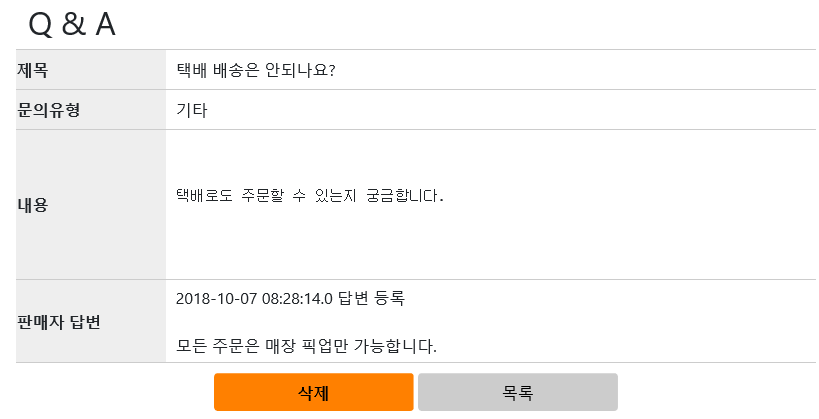 Q & A
제목 택배 배송은 안되나요?
문의유형 기타
내용 택배로도 주문할 수 있는지 궁금합니다.
판매자 답변 2018-10-07 08:28:14.0 답변 등록
모든 주문은 매장 픽업만 가능합니다.
삭제 목록